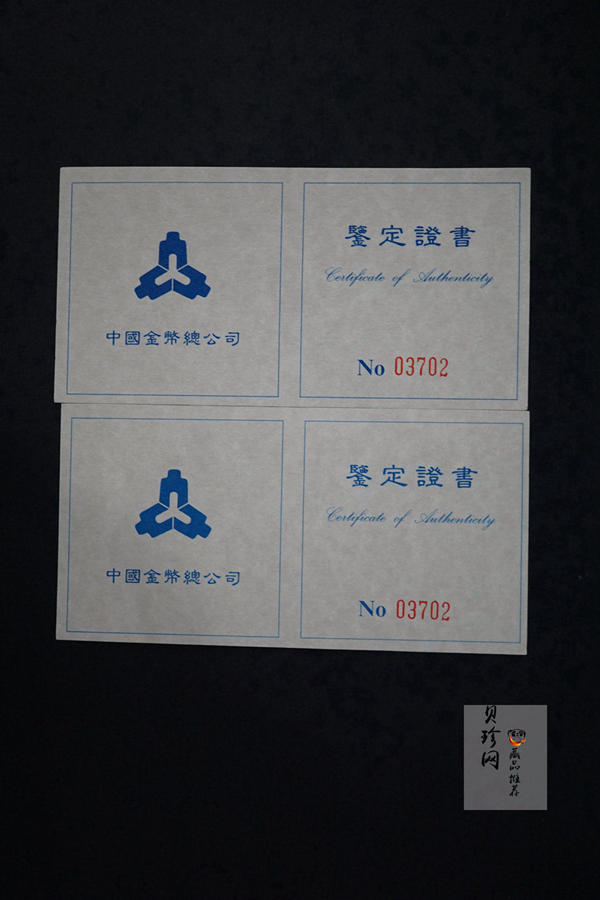 鑒定證書
Certificate of Authenticity
中國金幣總公司
No 03702
鑒定證書
Certificate of Authenticity
中國金幣總公司
No 03702
贝珍网
藏品推荐